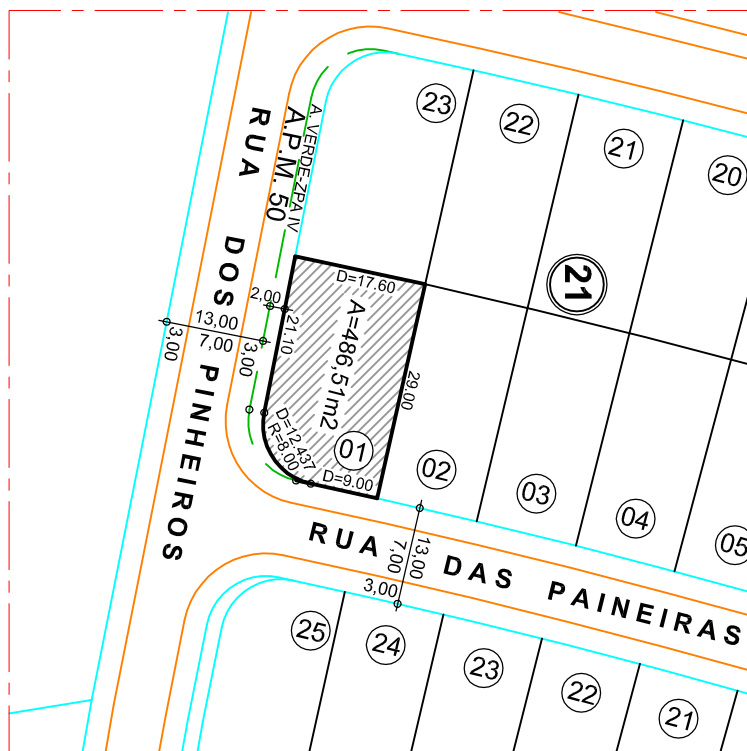 23
22
21
20
A. VERDE-ZPA IV
A.P.M. 50
RUA DOS PINHEIROS
21
D=17.60
2,00
21.10
A=486,51m2
29.00
13,00
7,00
3,00
3,00
D=12.437
R=8.00
D=9.00
01
02
03
04
05
RUA DAS PAINEIRAS
13,00
7,00
3,00
25
24
23
22
21